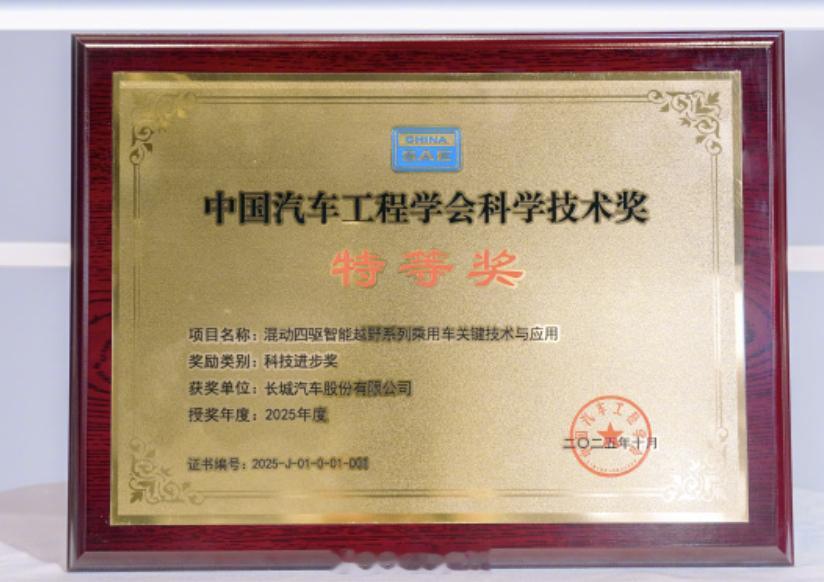 CHINA
SAE
中国汽车工程学会科学技术奖
特等奖
项目名称：混动四驱智能越野系列乘用车关键技术与应用
奖励类别：科技进步奖
获奖单位：长城汽车股份有限公司
授奖年度：2025年度
二〇二五年十月
证书编号：2025-J-01-0-01-001